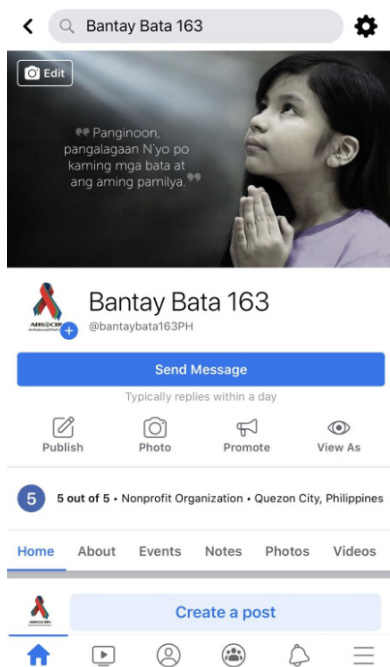 Bantay Bata 163
Edit
❝ Panginoon,
pangalagaan N'yo po
kaming mga bata at
ang aming pamilya. ❞
Bantay Bata 163
@bantaybata163PH
Send Message
Typically replies within a day
Publish Photo Promote View As
5 5 out of 5 • Nonprofit Organization • Quezon City, Philippines
Home About Events Notes Photos Videos
Create a post